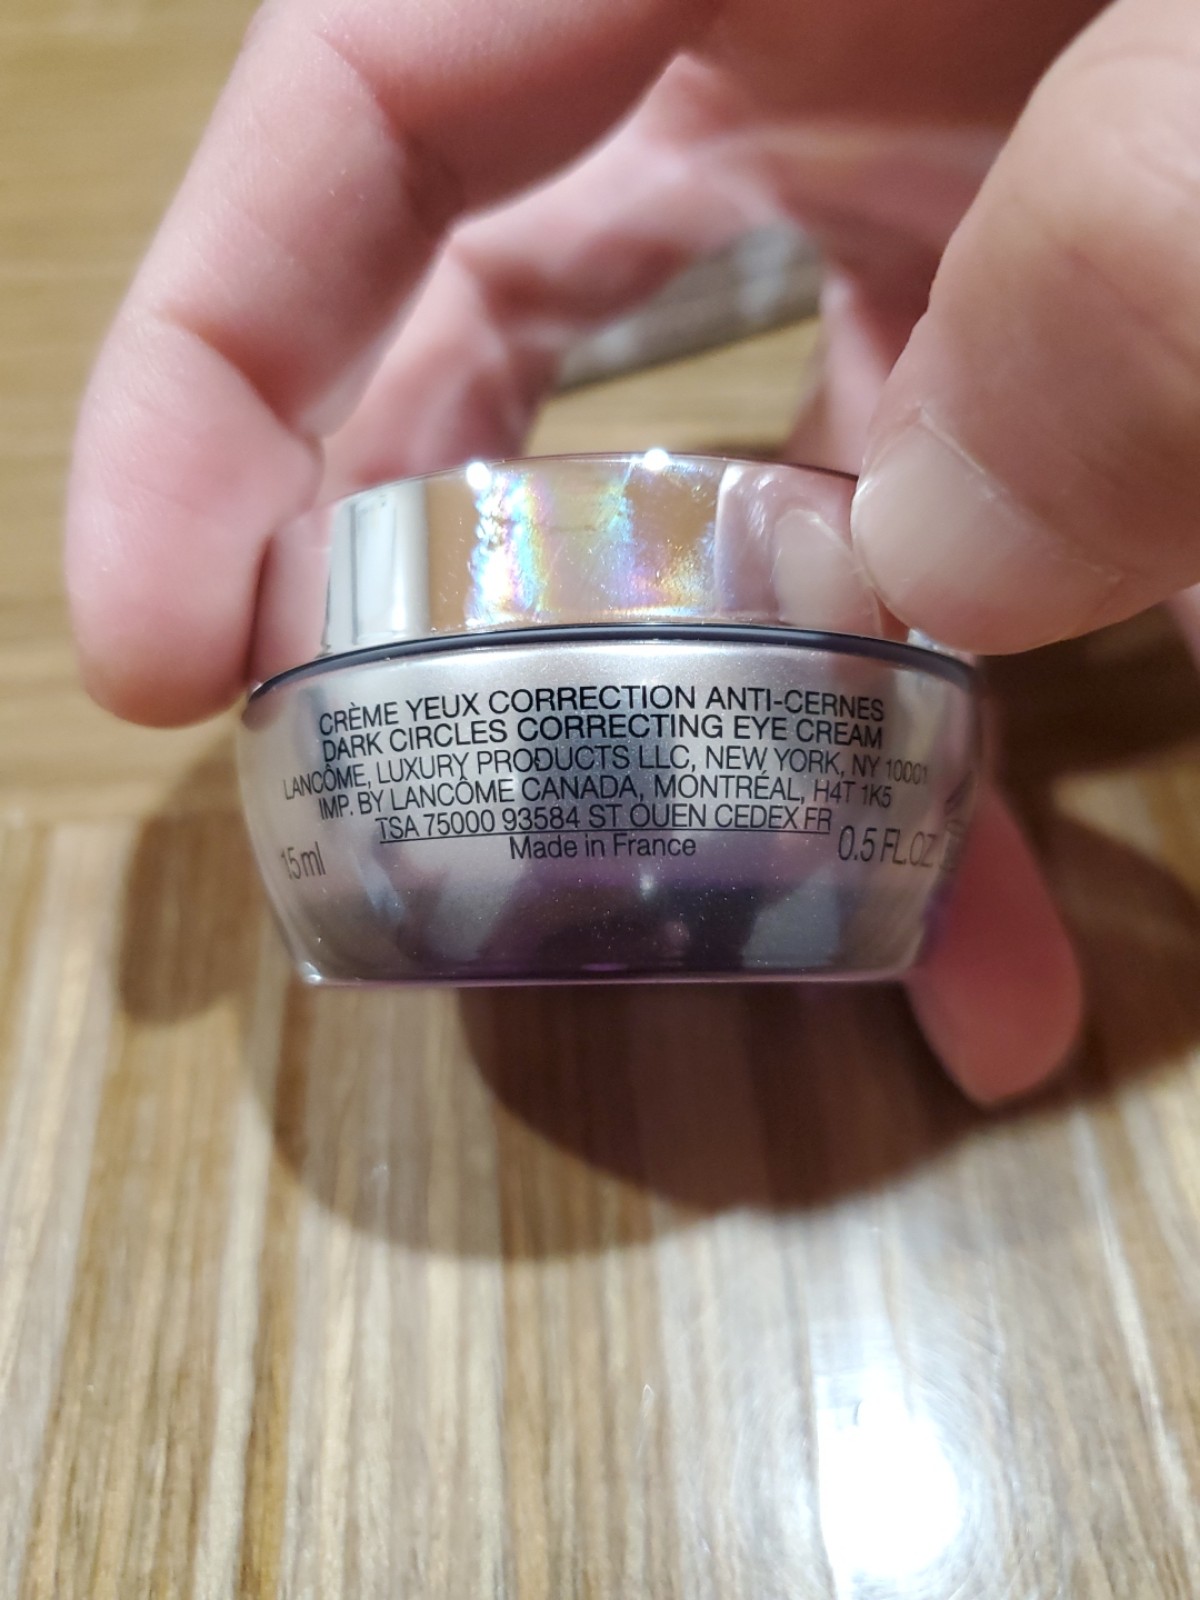 CRÈME YEUX CORRECTION ANTI-CERNES
DARK CIRCLES CORRECTING EYE CREAM
LANCÔME, LUXURY PRODUCTS LLC, NEW YORK, NY 10001
IMP. BY LANCÔME CANADA, MONTRÉAL, H4T 1K5
TSA 75000 93584 ST OUEN CEDEX FR
15ml Made in France 0.5 FL.OZ